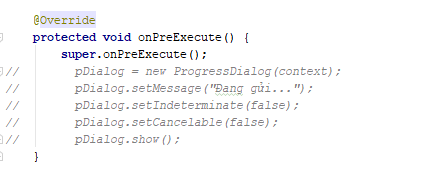 @Override
protected void onPreExecute() {
super.onPreExecute();
// pDialog = new ProgressDialog(context);
// pDialog.setMessage("Đang gửi...");
// pDialog.setIndeterminate(false);
// pDialog.setCancelable(false);
// pDialog.show();
}